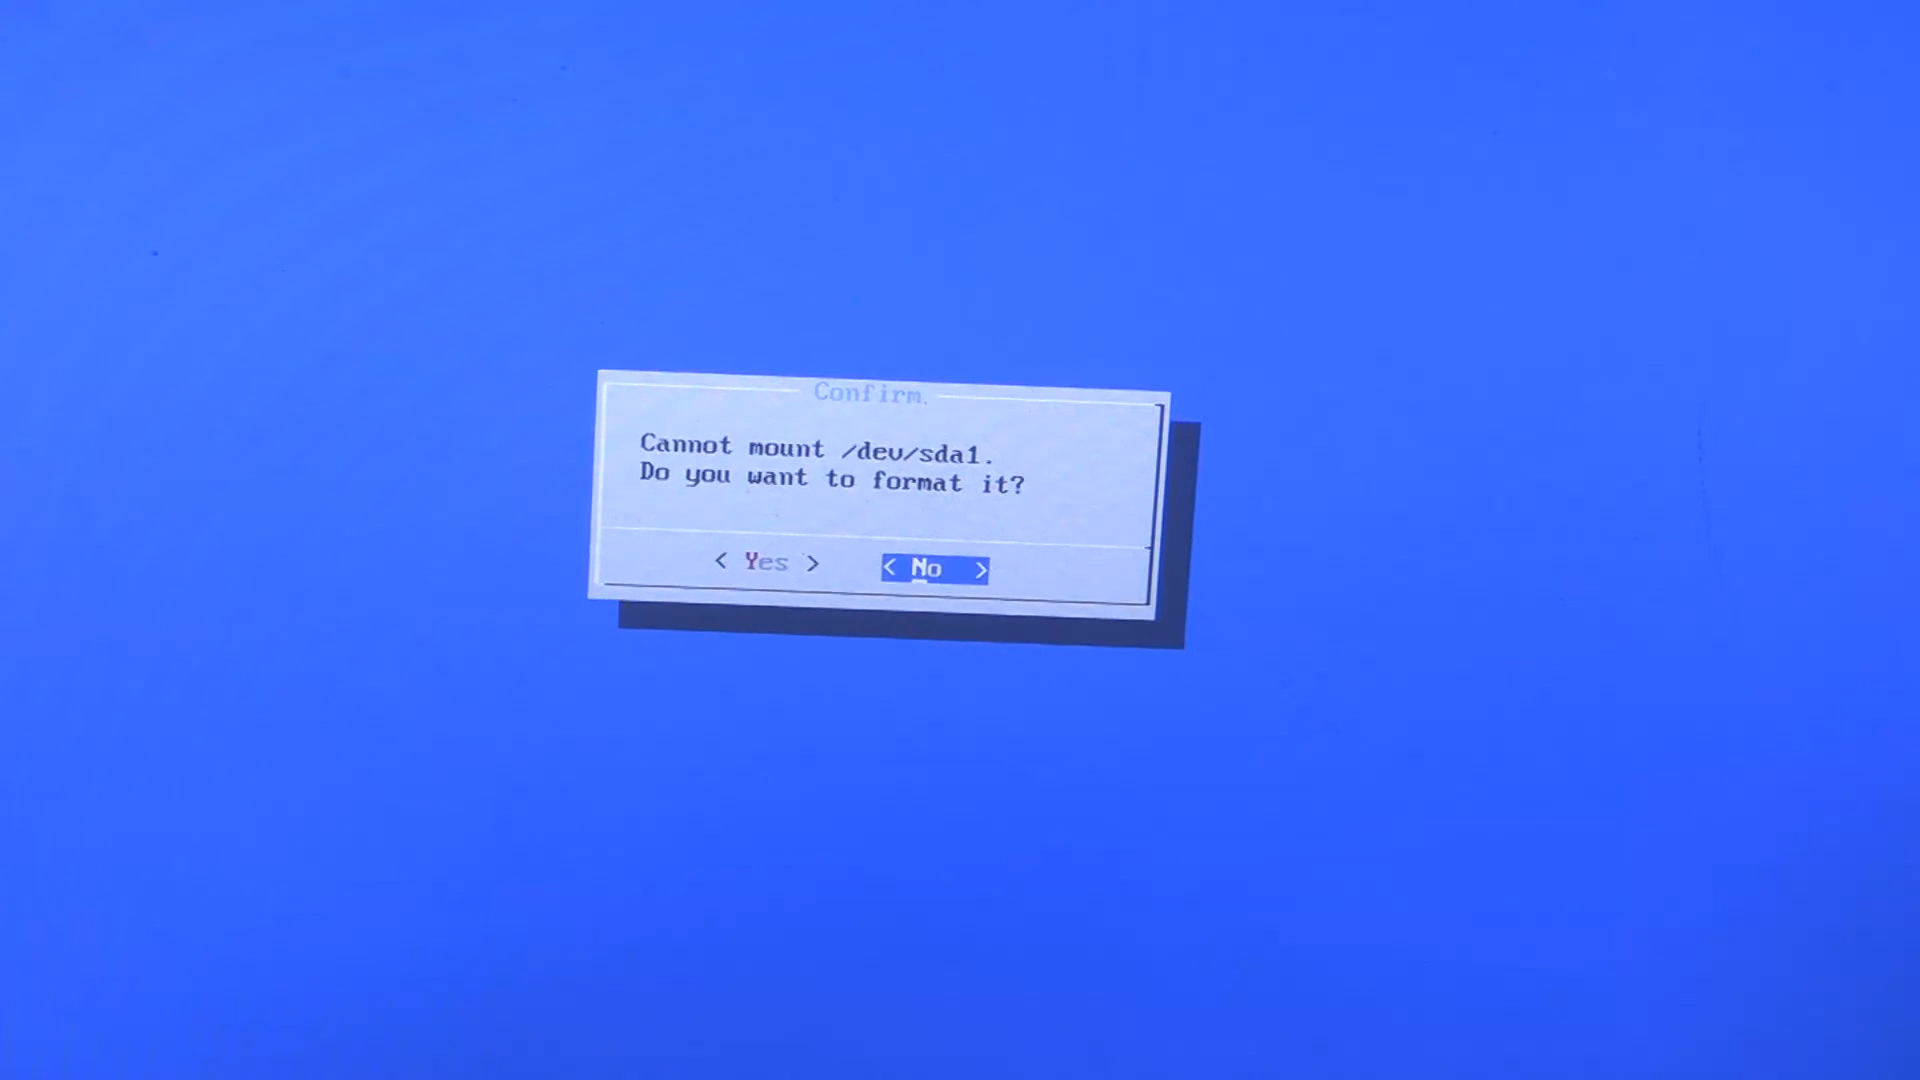 Confirm.
Cannot mount /dev/sda1.
Do you want to format it?
< Yes > < No >